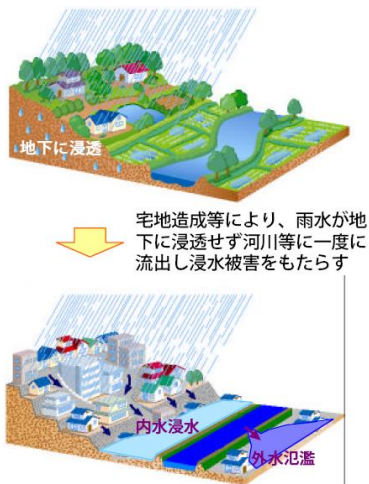 地下に浸透
宅地造成等により、雨水が地
下に浸透せず河川等に一度に
流出し浸水被害をもたらす
内水浸水
外水氾濫